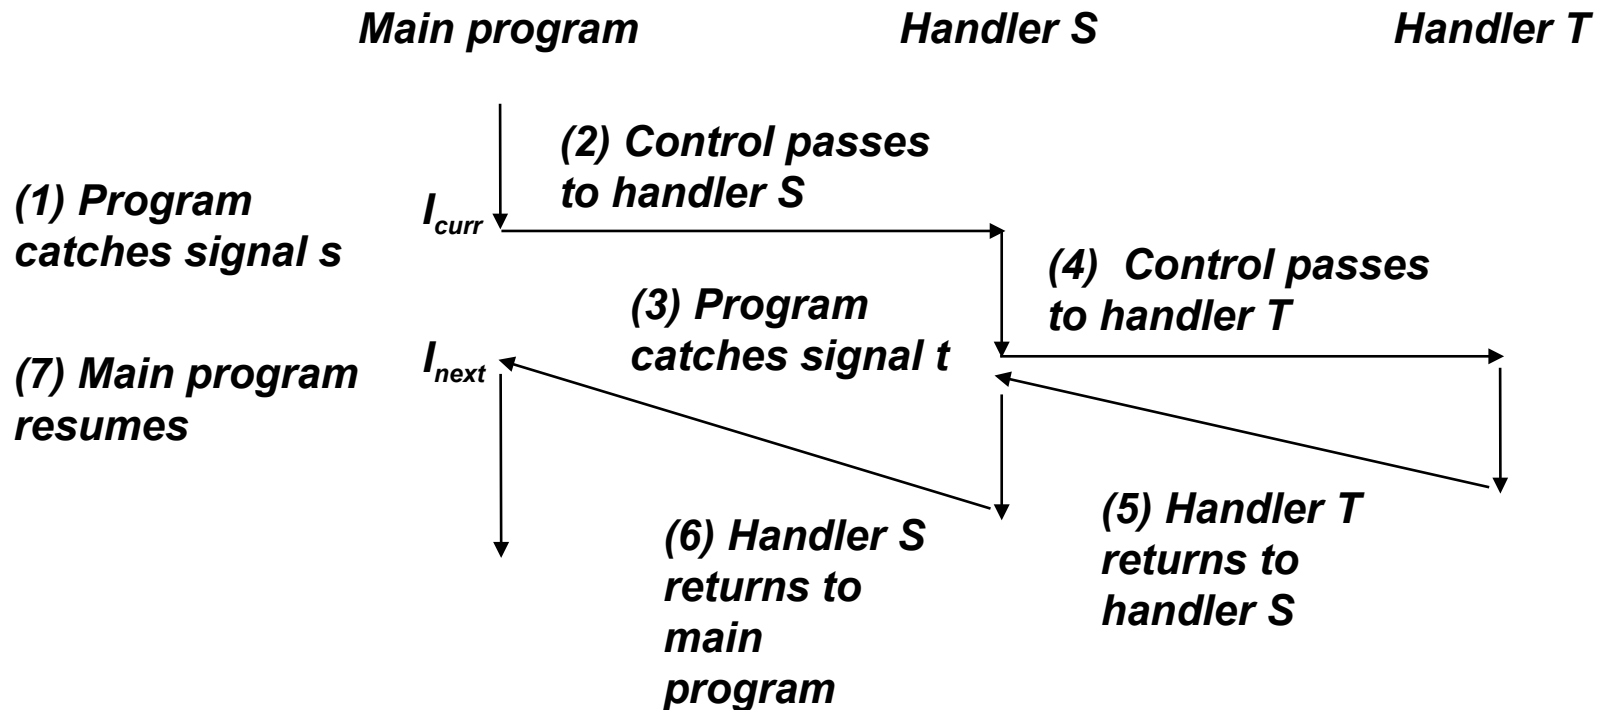 Main program
Handler S
Handler T
(2) Control passes
to handler S
(1) Program
catches signal s
Icurr
(4) Control passes
to handler T
(3) Program
catches signal t
(7) Main program
resumes
Inext
(5) Handler T
returns to
handler S
(6) Handler S
returns to
main
program